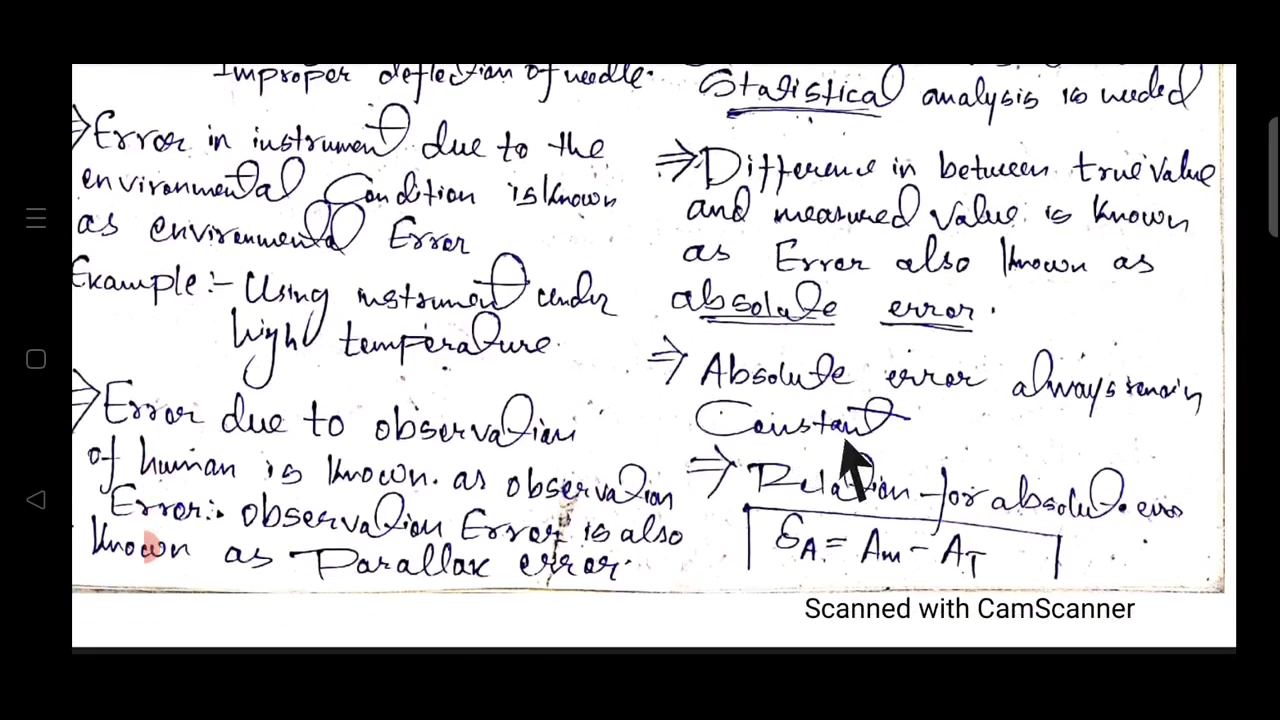 Improper deflection of needle.
⇒ Error in instrument due to the
environmental Condition is known
as environmental Error
Example :- Using instrument under
high temperature.
⇒ Error due to observation
of human is known. as observation
Error:. observation Error is also
known as Parallax error.
Statistical analysis is needed
⇒ Difference in between true value
and measured value is known
as Error also known as
absolute error.
⇒ Absolute error always remain
Constant
⇒ Relation for absolute error
εA = Am - AT
Scanned with CamScanner